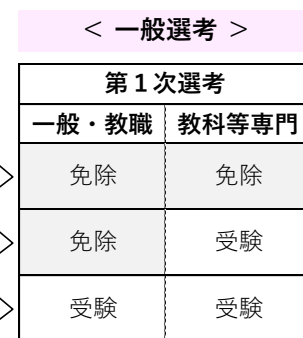 ＜ 一般選考 ＞
第１次選考
一般・教職 教科等専門
免除 免除
免除 受験
受験 受験